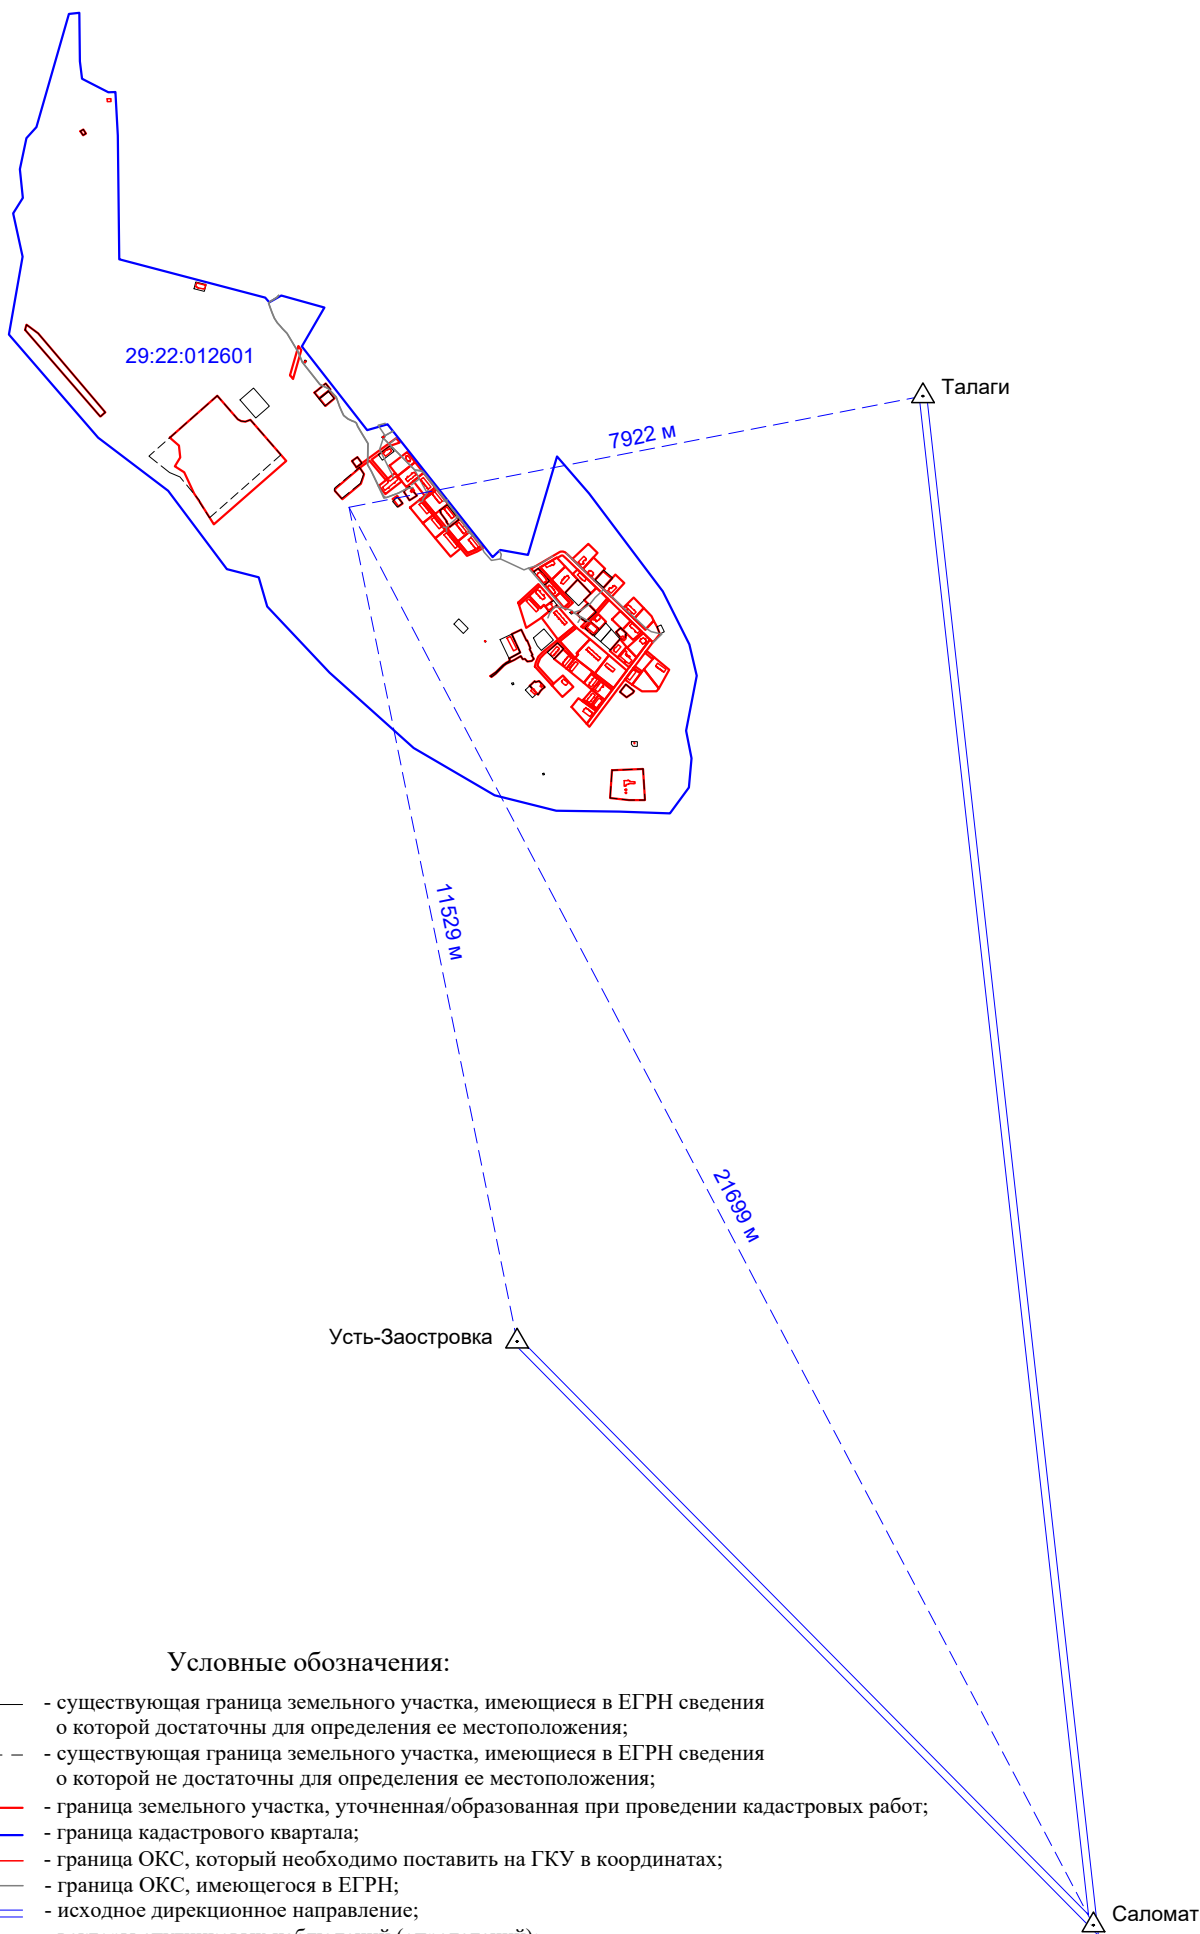 29:22:012601
Талаги
7922 м
11529 м
21699 м
Усть-Заостровка
Саломат
Условные обозначения:
- существующая граница земельного участка, имеющиеся в ЕГРН сведения
о которой достаточны для определения ее местоположения;
- существующая граница земельного участка, имеющиеся в ЕГРН сведения
о которой не достаточны для определения ее местоположения;
- граница земельного участка, уточненная/образованная при проведении кадастровых работ;
- граница кадастрового квартала;
- граница ОКС, который необходимо поставить на ГКУ в координатах;
- граница ОКС, имеющегося в ЕГРН;
- исходное дирекционное направление;